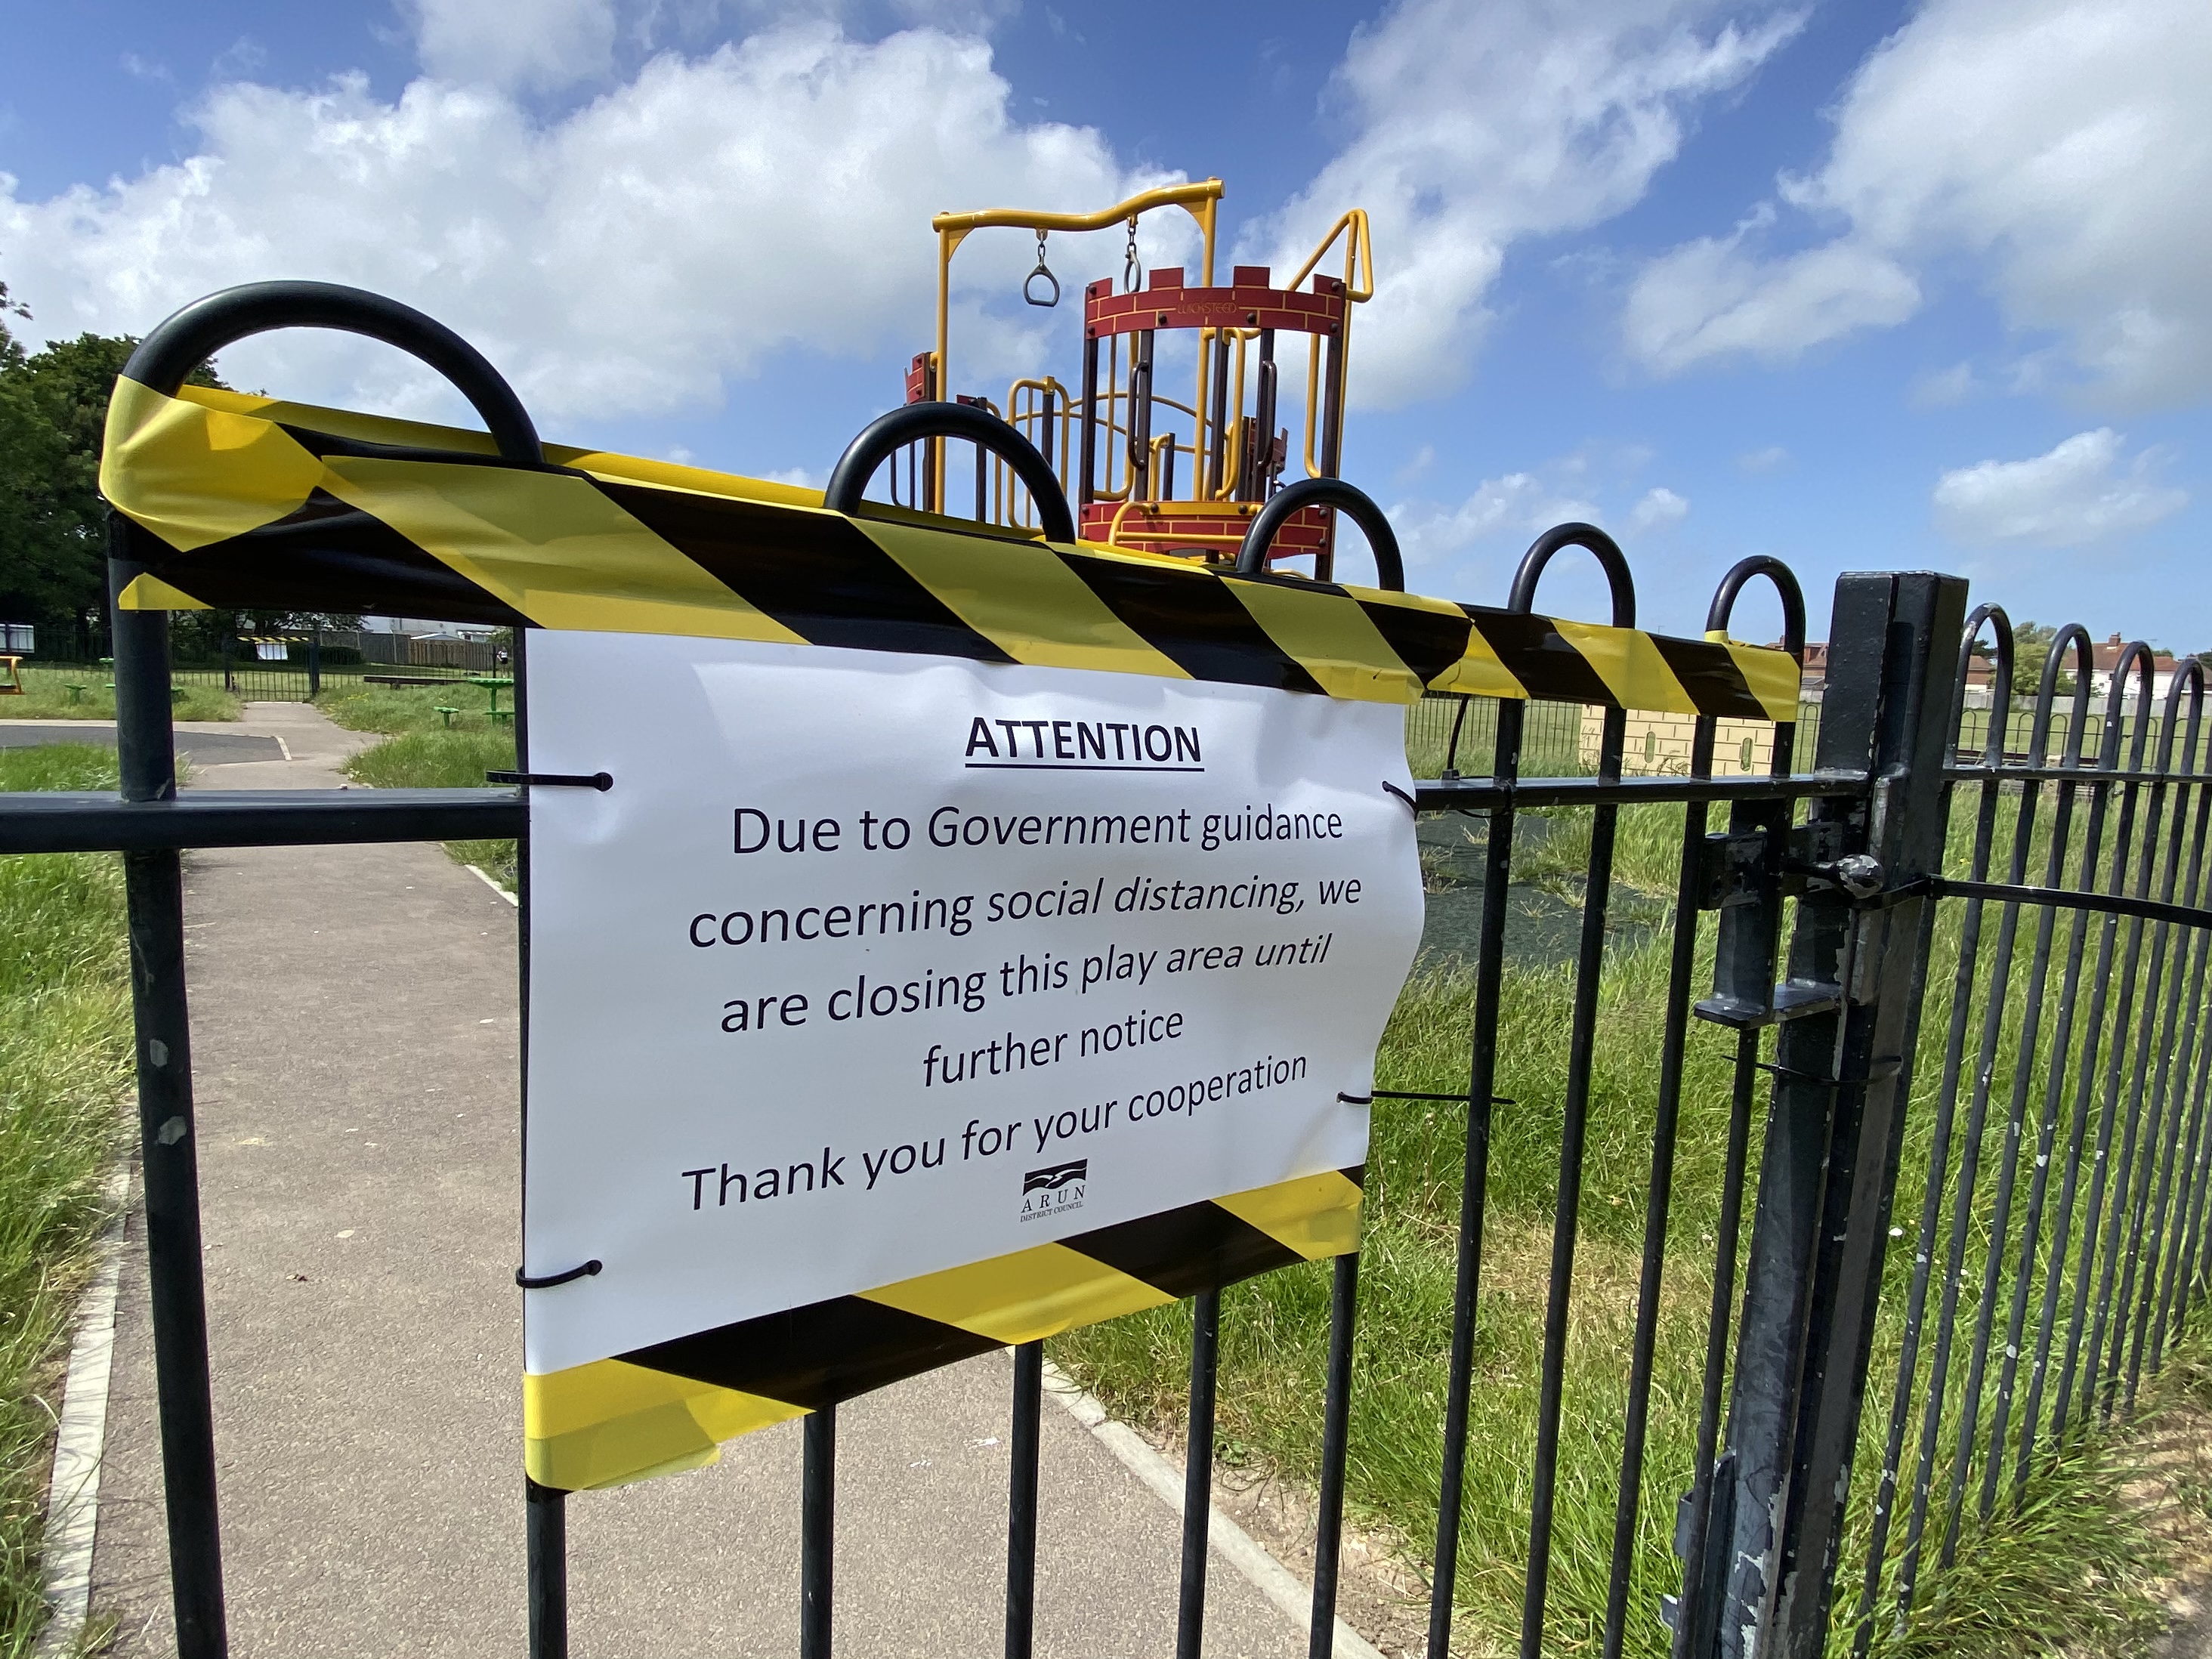 WICKSTEED
ATTENTION
Due to Government guidance
concerning social distancing, we
are closing this play area until
further notice
Thank you for your cooperation
ARUN
DISTRICT COUNCIL